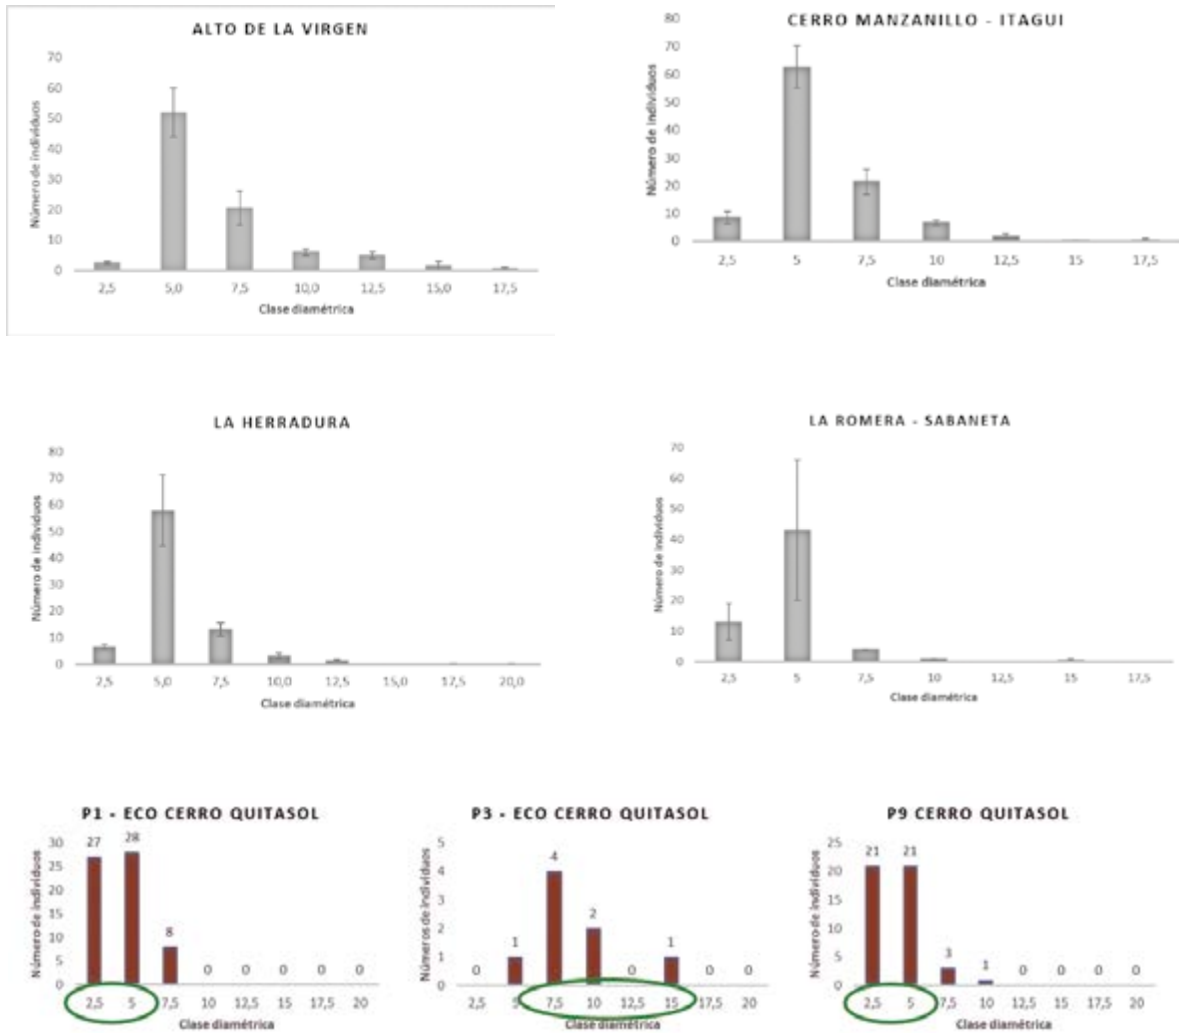 ALTO DE LA VIRGEN
Número de individuos
70
60
50
40
30
20
10
0
2,5 5,0 7,5 10,0 12,5 15,0 17,5
Clase diamétrica
CERRO MANZANILLO - ITAGUI
Número de individuos
80
70
60
50
40
30
20
10
0
2,5 5 7,5 10 12,5 15 17,5
Clase diamétrica
LA HERRADURA
Número de individuos
80
70
60
50
40
30
20
10
0
2,5 5,0 7,5 10,0 12,5 15,0 17,5 20,0
Clase diamétrica
LA ROMERA - SABANETA
Número de individuos
70
60
50
40
30
20
10
0
2,5 5 7,5 10 12,5 15 17,5
Clase diamétrica
P1 - ECO CERRO QUITASOL
Número de individuos
30
25
20
15
10
5
0
27 28 8 0 0 0 0 0
2,5 5 7,5 10 12,5 15 17,5 20
Clase diamétrica
P3 - ECO CERRO QUITASOL
Números de individuos
5
4
3
2
1
0
0 1 4 2 0 1 0 0
2,5 5 7,5 10 12,5 15 17,5 20
Clase diamétrica
P9 CERRO QUITASOL
Número de individuos
25
20
15
10
5
0
21 21 3 1 0 0 0 0
2,5 5 7,5 10 12,5 15 17,5 20
Clase diamétrica